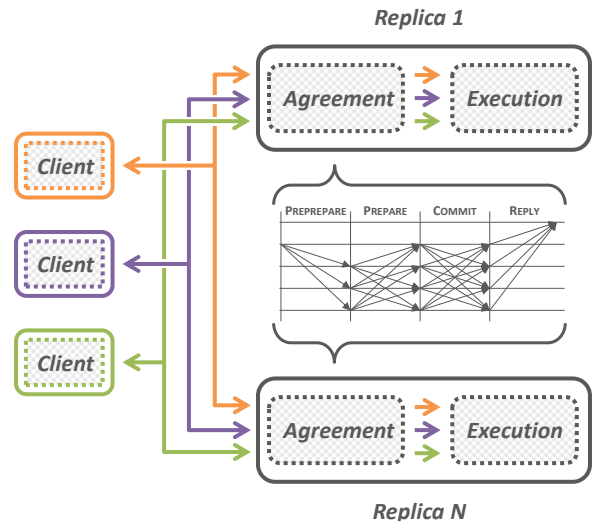 Replica 1
Agreement Execution
Client
PREPREPARE PREPARE COMMIT REPLY
Client
Client
Agreement Execution
Replica N